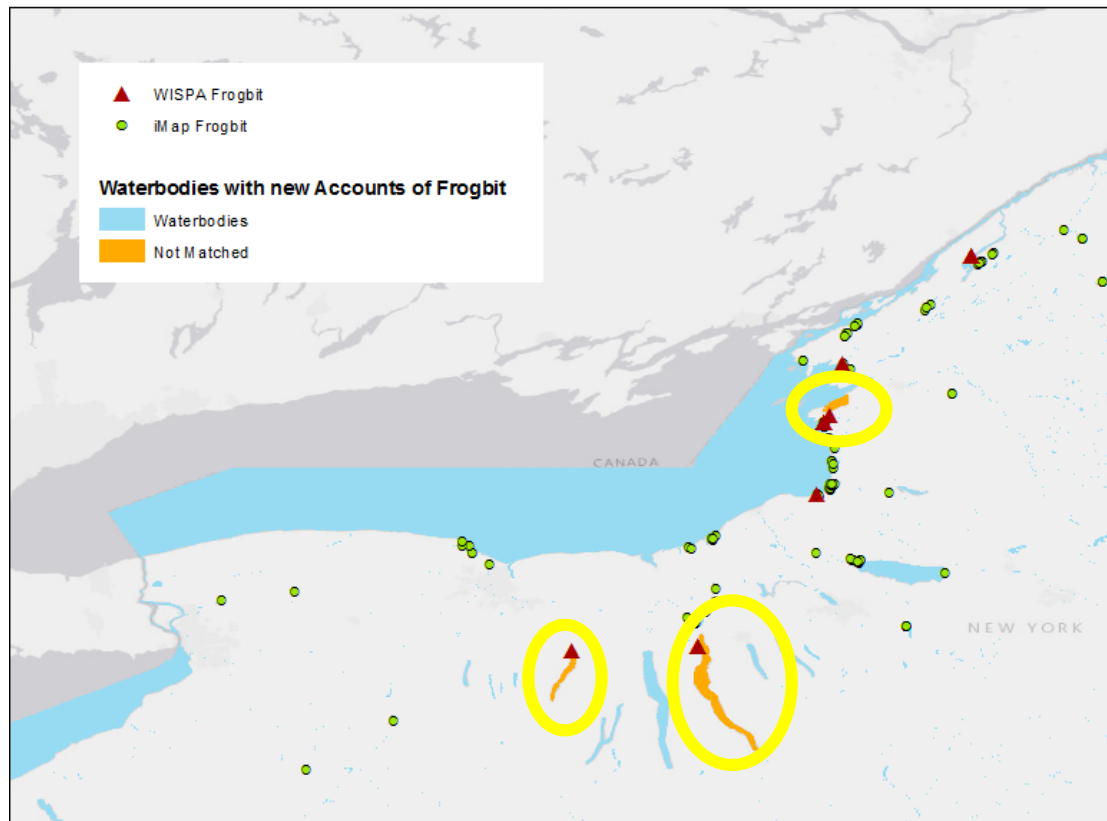 WISPA Frogbit
iMap Frogbit
Waterbodies with new Accounts of Frogbit
Waterbodies
Not Matched
CANADA
NEW YORK